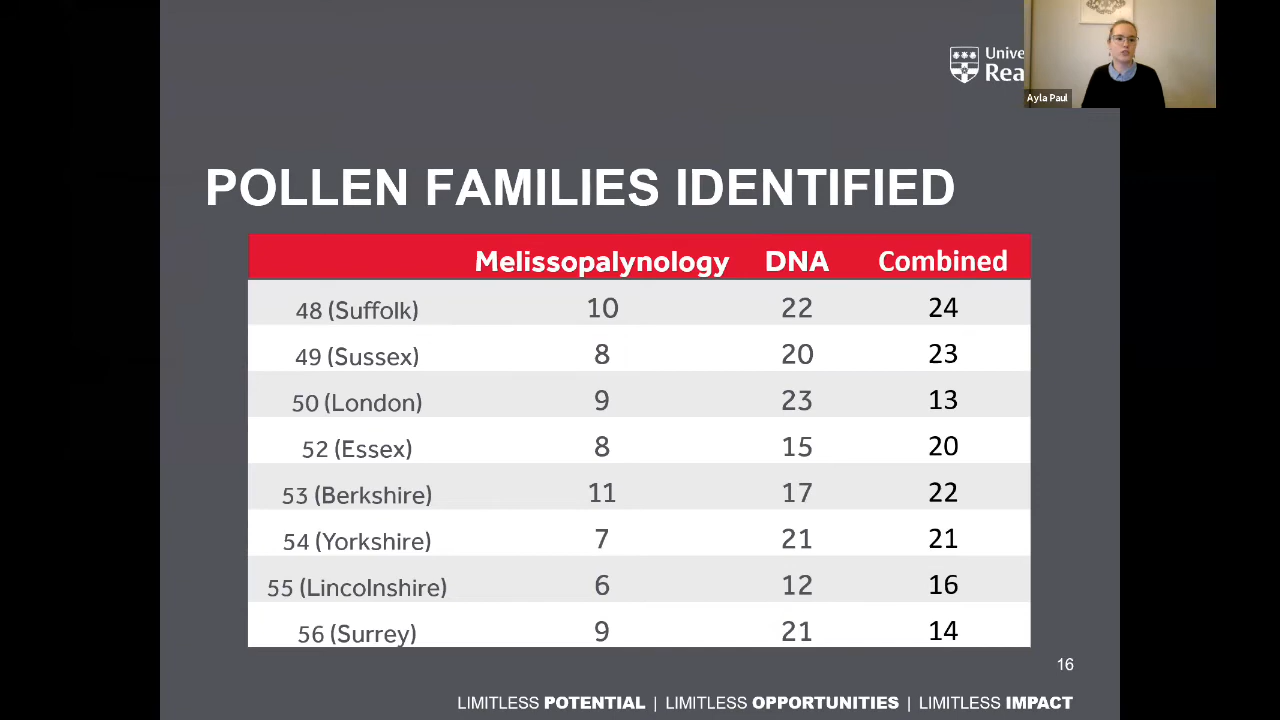 Unive
Rea
Ayla Paul
POLLEN FAMILIES IDENTIFIED
Melissopalynology DNA Combined
48 (Suffolk) 10 22 24
49 (Sussex) 8 20 23
50 (London) 9 23 13
52 (Essex) 8 15 20
53 (Berkshire) 11 17 22
54 (Yorkshire) 7 21 21
55 (Lincolnshire) 6 12 16
56 (Surrey) 9 21 14
16
LIMITLESS POTENTIAL | LIMITLESS OPPORTUNITIES | LIMITLESS IMPACT